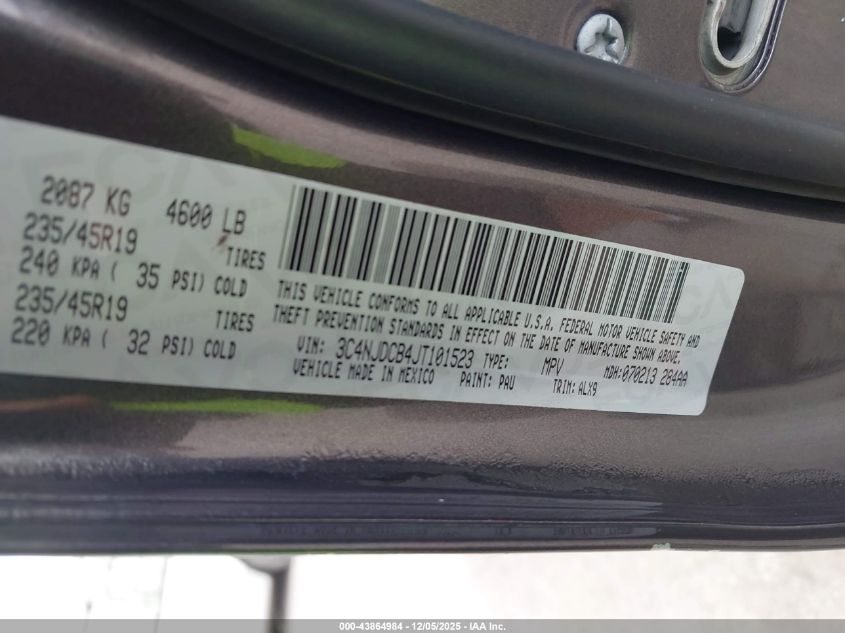 2087 KG 4600 LB
235/45R19 TIRES
240 KPA ( 35 PSI) COLD
235/45R19 TIRES
220 KPA ( 32 PSI) COLD
THIS VEHICLE CONFORMS TO ALL APPLICABLE U.S.A. FEDERAL MOTOR VEHICLE SAFETY AND
THEFT PREVENTION STANDARDS IN EFFECT ON THE DATE OF MANUFACTURE SHOWN ABOVE.
VIN: 3C4NJDCB4JT101523 TYPE: MPV MDH:070213 284AA
VEHICLE MADE IN MEXICO PAINT: PAU TRIM: ALX9
000-43864984 - 12/05/2025 - IAA Inc.